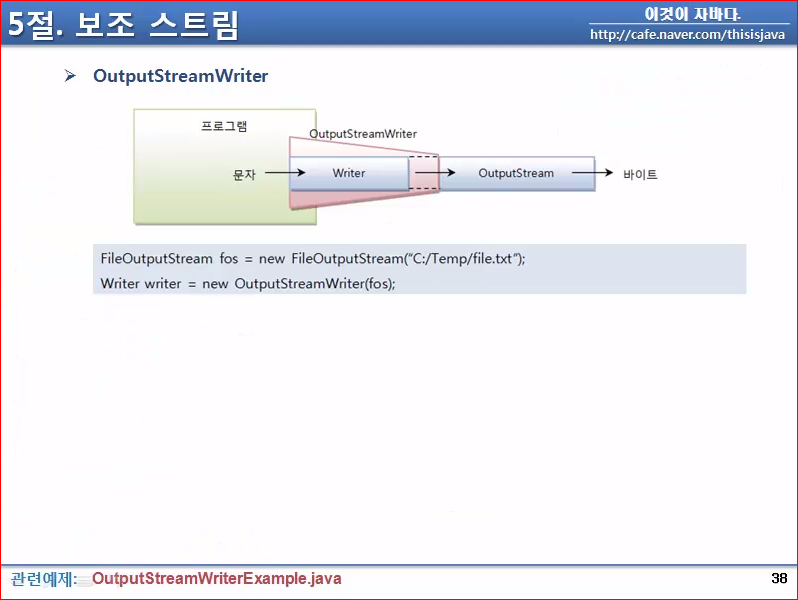 5절. 보조 스트림
이것이 자바다.
http://cafe.naver.com/thisisjava
OutputStreamWriter
프로그램
OutputStreamWriter
문자
Writer
OutputStream
바이트
FileOutputStream fos = new FileOutputStream("C:/Temp/file.txt");
Writer writer = new OutputStreamWriter(fos);
관련예제: OutputStreamWriterExample.java
38